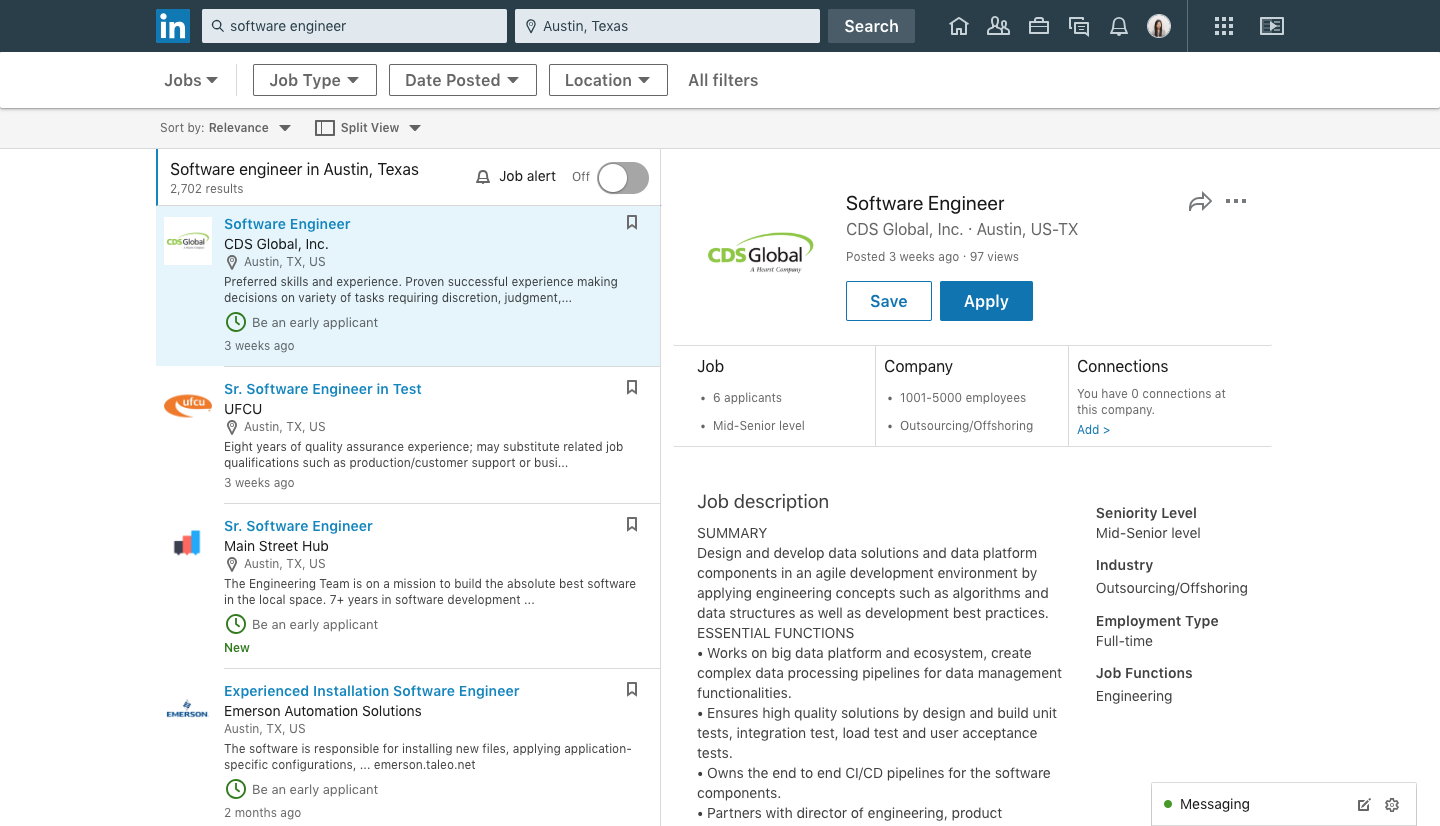 in
software engineer
Austin, Texas
Search
Jobs
Job Type
Date Posted
Location
All filters
Sort by: Relevance
Split View
Software engineer in Austin, Texas
2,702 results
Job alert
Off
CDS Global
Software Engineer
CDS Global, Inc.
Austin, TX, US
Preferred skills and experience. Proven successful experience making
decisions on variety of tasks requiring discretion, judgment,...
Be an early applicant
3 weeks ago
ufcu
Sr. Software Engineer in Test
UFCU
Austin, TX, US
Eight years of quality assurance experience; may substitute related job
qualifications such as production/customer support or busi...
3 weeks ago
Sr. Software Engineer
Main Street Hub
Austin, TX, US
The Engineering Team is on a mission to build the absolute best software
in the local space. 7+ years in software development ...
Be an early applicant
New
EMERSON
Experienced Installation Software Engineer
Emerson Automation Solutions
Austin, TX, US
The software is responsible for installing new files, applying application-
specific configurations, ... emerson.taleo.net
Be an early applicant
2 months ago
CDS Global
A Hearst Company
Software Engineer
CDS Global, Inc. · Austin, US-TX
Posted 3 weeks ago · 97 views
Save
Apply
Job
• 6 applicants
• Mid-Senior level
Company
• 1001-5000 employees
• Outsourcing/Offshoring
Connections
You have 0 connections at
this company.
Add >
Job description
SUMMARY
Design and develop data solutions and data platform
components in an agile development environment by
applying engineering concepts such as algorithms and
data structures as well as development best practices.
ESSENTIAL FUNCTIONS
• Works on big data platform and ecosystem, create
complex data processing pipelines for data management
functionalities.
• Ensures high quality solutions by design and build unit
tests, integration test, load test and user acceptance
tests.
• Owns the end to end CI/CD pipelines for the software
components.
• Partners with director of engineering, product
Seniority Level
Mid-Senior level
Industry
Outsourcing/Offshoring
Employment Type
Full-time
Job Functions
Engineering
Messaging